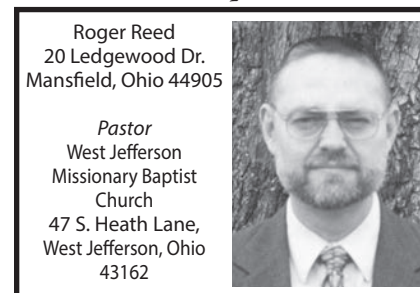 Roger Reed
20 Ledgewood Dr.
Mansfield, Ohio 44905
Pastor
West Jefferson
Missionary Baptist
Church
47 S. Heath Lane,
West Jefferson, Ohio
43162